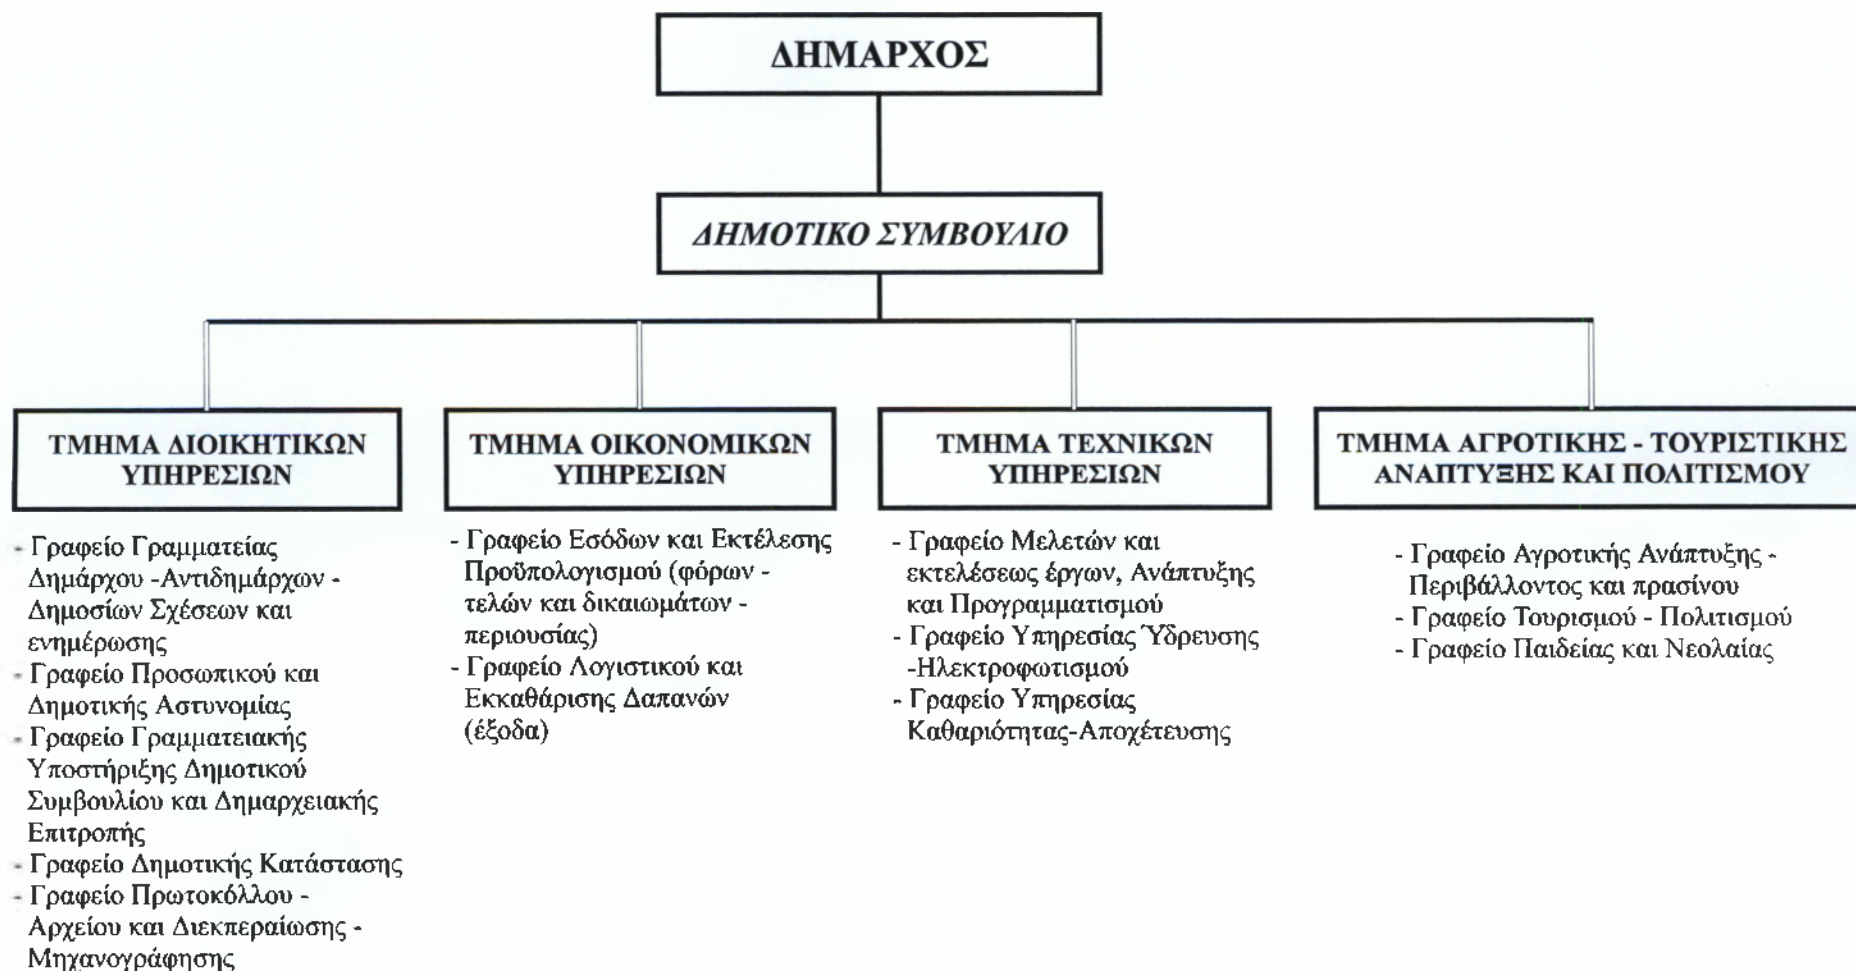 ΔΗΜΑΡΧΟΣ
ΔΗΜΟΤΙΚΟ ΣΥΜΒΟΥΛΙΟ
ΤΜΗΜΑ ΔΙΟΙΚΗΤΙΚΩΝ
ΥΠΗΡΕΣΙΩΝ
- Γραφείο Γραμματείας
Δημάρχου -Αντιδημάρχων -
Δημοσίων Σχέσεων και
ενημέρωσης
- Γραφείο Προσωπικού και
Δημοτικής Αστυνομίας
- Γραφείο Γραμματειακής
Υποστήριξης Δημοτικού
Συμβουλίου και Δημαρχειακής
Επιτροπής
- Γραφείο Δημοτικής Κατάστασης
- Γραφείο Πρωτοκόλλου -
Αρχείου και Διεκπεραίωσης -
Μηχανογράφησης
ΤΜΗΜΑ ΟΙΚΟΝΟΜΙΚΩΝ
ΥΠΗΡΕΣΙΩΝ
- Γραφείο Εσόδων και Εκτέλεσης
Προϋπολογισμού (φόρων -
τελών και δικαιωμάτων -
περιουσίας)
- Γραφείο Λογιστικού και
Εκκαθάρισης Δαπανών
(έξοδα)
ΤΜΗΜΑ ΤΕΧΝΙΚΩΝ
ΥΠΗΡΕΣΙΩΝ
- Γραφείο Μελετών και
εκτελέσεως έργων, Ανάπτυξης
και Προγραμματισμού
- Γραφείο Υπηρεσίας Ύδρευσης
-Ηλεκτροφωτισμού
- Γραφείο Υπηρεσίας
Καθαριότητας-Αποχέτευσης
ΤΜΗΜΑ ΑΓΡΟΤΙΚΗΣ - ΤΟΥΡΙΣΤΙΚΗΣ
ΑΝΑΠΤΥΞΗΣ ΚΑΙ ΠΟΛΙΤΙΣΜΟΥ
- Γραφείο Αγροτικής Ανάπτυξης -
Περιβάλλοντος και πρασίνου
- Γραφείο Τουρισμού - Πολιτισμού
- Γραφείο Παιδείας και Νεολαίας